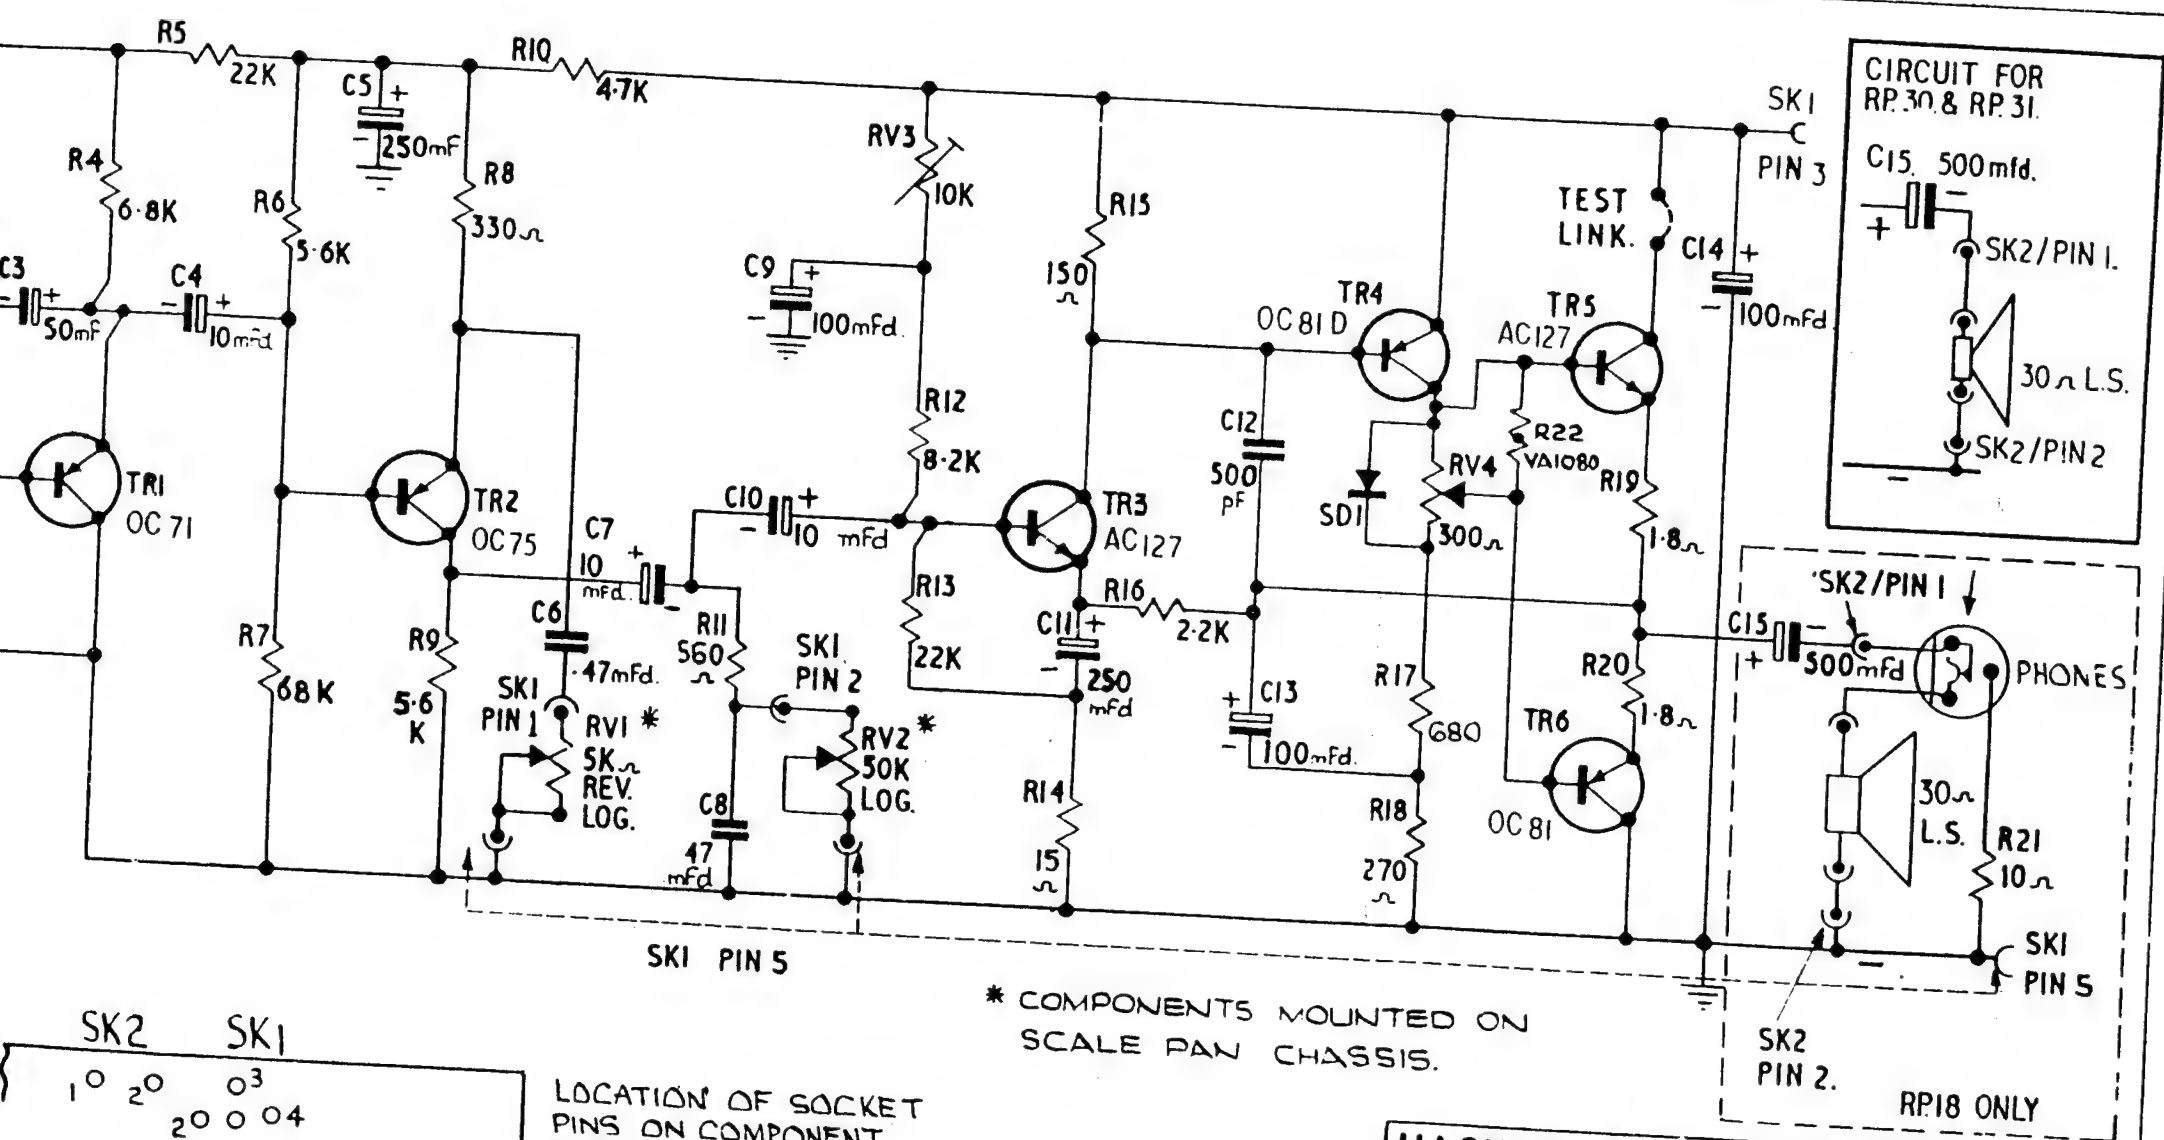 R5
22K
R10
4.7K
C5
+
-
250mF
R4
6.8K
R6
5.6K
R8
330Ω
RV3
10K
R15
150
Ω
SK1
PIN 3
TEST
LINK.
C14
+
-
100mfd.
C3
-
+
50mF
C4
-
+
10mfd
C9
+
-
100mfd.
TR4
OC81D
TR5
AC127
R12
8.2K
C12
500
pF
RV4
300Ω
R22
VA1080
R19
1.8Ω
SD1
TR1
OC71
TR2
OC75
C7
10
mfd.
+
-
C10
-
+
10 mfd
TR3
AC127
R13
22K
R16
2.2K
C11
+
-
250
mfd
C6
.47mfd.
R11
560
Ω
SK1
PIN 2
R7
68K
R9
5.6
K
SK1
PIN 1
RV1 *
5KΩ
REV.
LOG.
RV2 *
50K
LOG.
C8
47
mfd
R14
15
Ω
C13
+
-
100mfd.
R17
680
R18
270
Ω
R20
1.8Ω
TR6
OC81
C15
+
-
500mfd
SK2/PIN 1
PHONES
30Ω
L.S.
R21
10Ω
-
SK1
PIN 5
SK2
PIN 2.
RP.18 ONLY
CIRCUIT FOR
RP.30.& RP.31.
C15. 500mfd.
-
+
SK2/PIN 1.
30Ω L.S.
SK2/PIN 2
-
SK1 PIN 5
* COMPONENTS MOUNTED ON
SCALE PAN CHASSIS.
SK2 SK1
1 2 3
2 4
LOCATION OF SOCKET
PINS ON COMPONENT